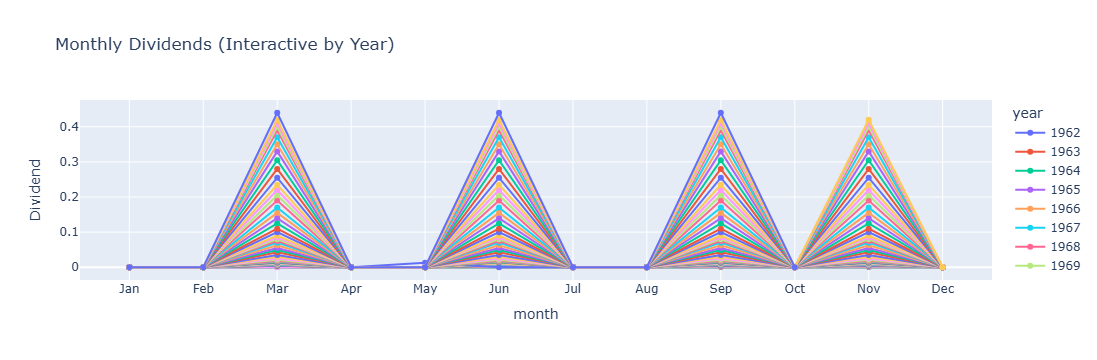 Monthly Dividends (Interactive by Year)
year
1962
1963
1964
1965
1966
1967
1968
1969
0.4
0.3
0.2
0.1
0
Dividend
Jan Feb Mar Apr May Jun Jul Aug Sep Oct Nov Dec
month